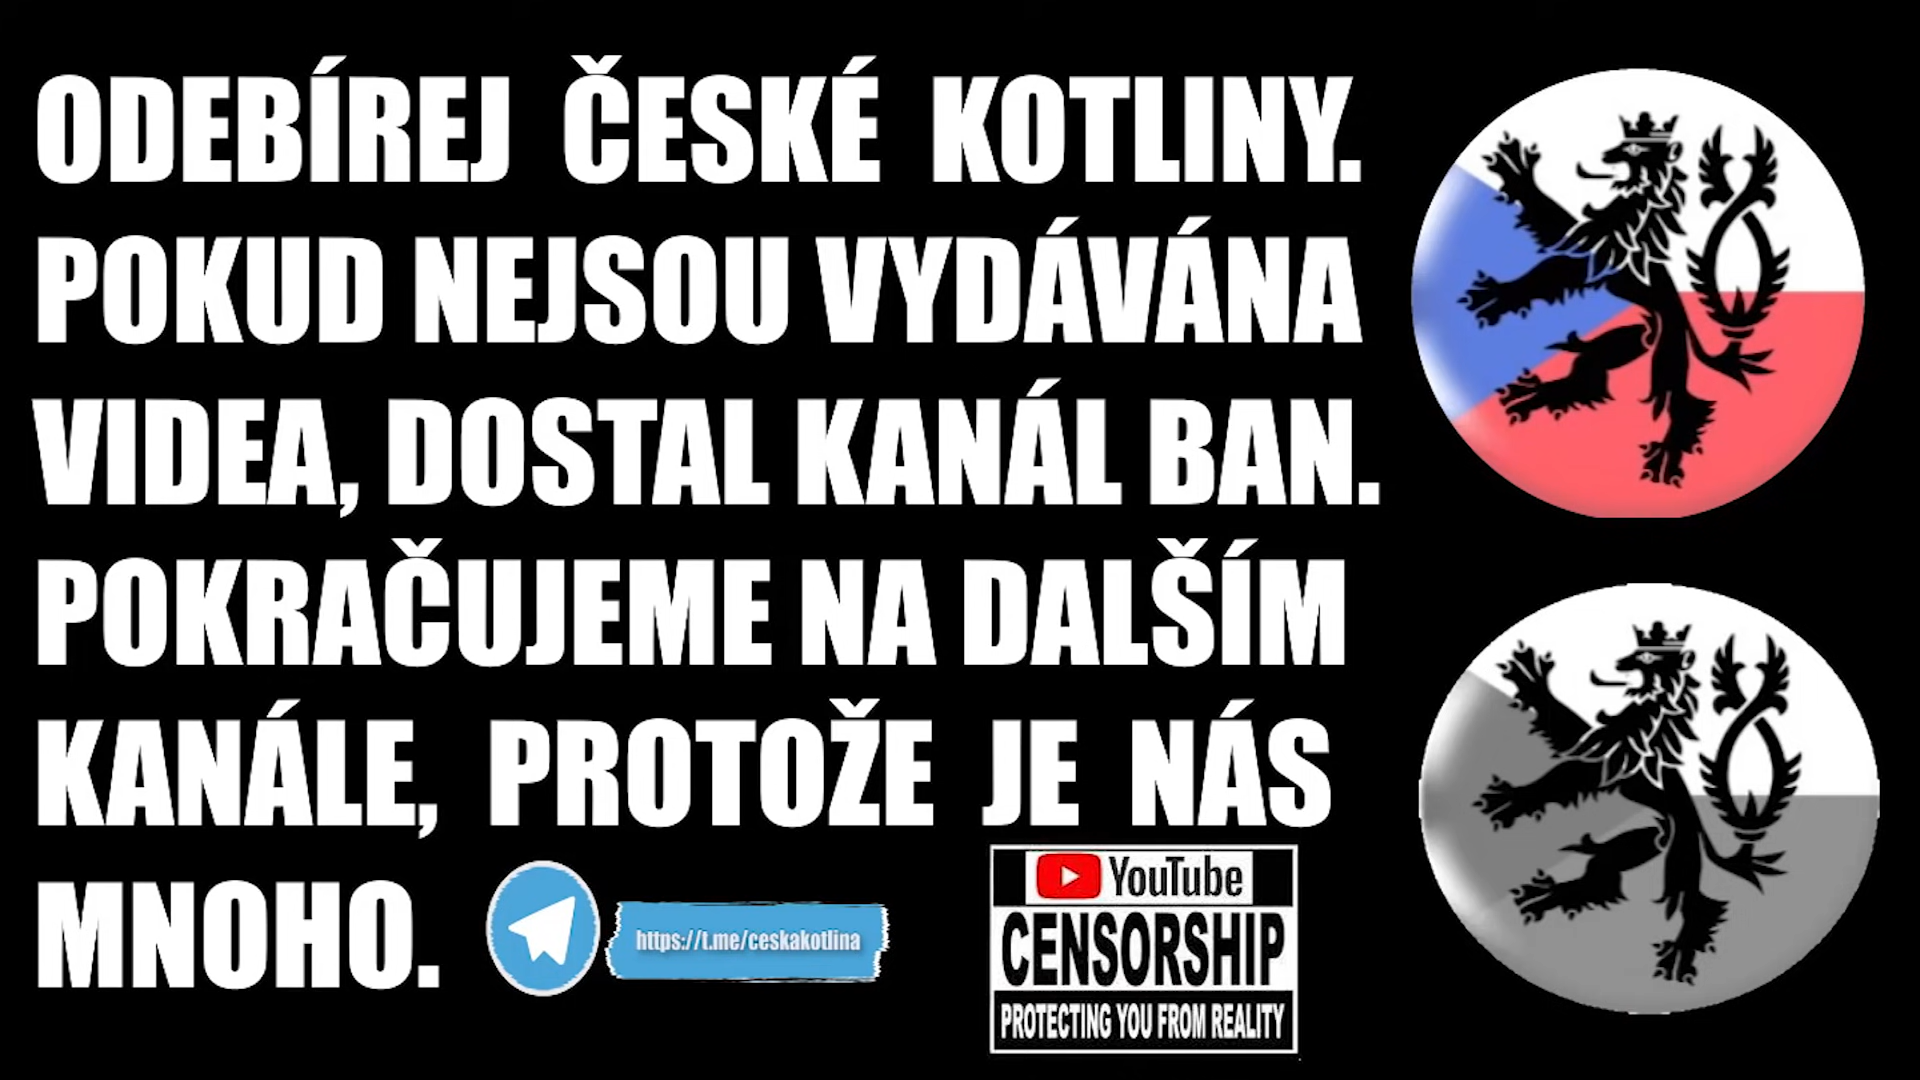 ODEBÍREJ ČESKÉ KOTLINY.
POKUD NEJSOU VYDÁVÁNA
VIDEA, DOSTAL KANÁL BAN.
POKRAČUJEME NA DALŠÍM
KANÁLE, PROTOŽE JE NÁS
MNOHO.
https://t.me/ceskakotlina
YouTube
CENSORSHIP
PROTECTING YOU FROM REALITY